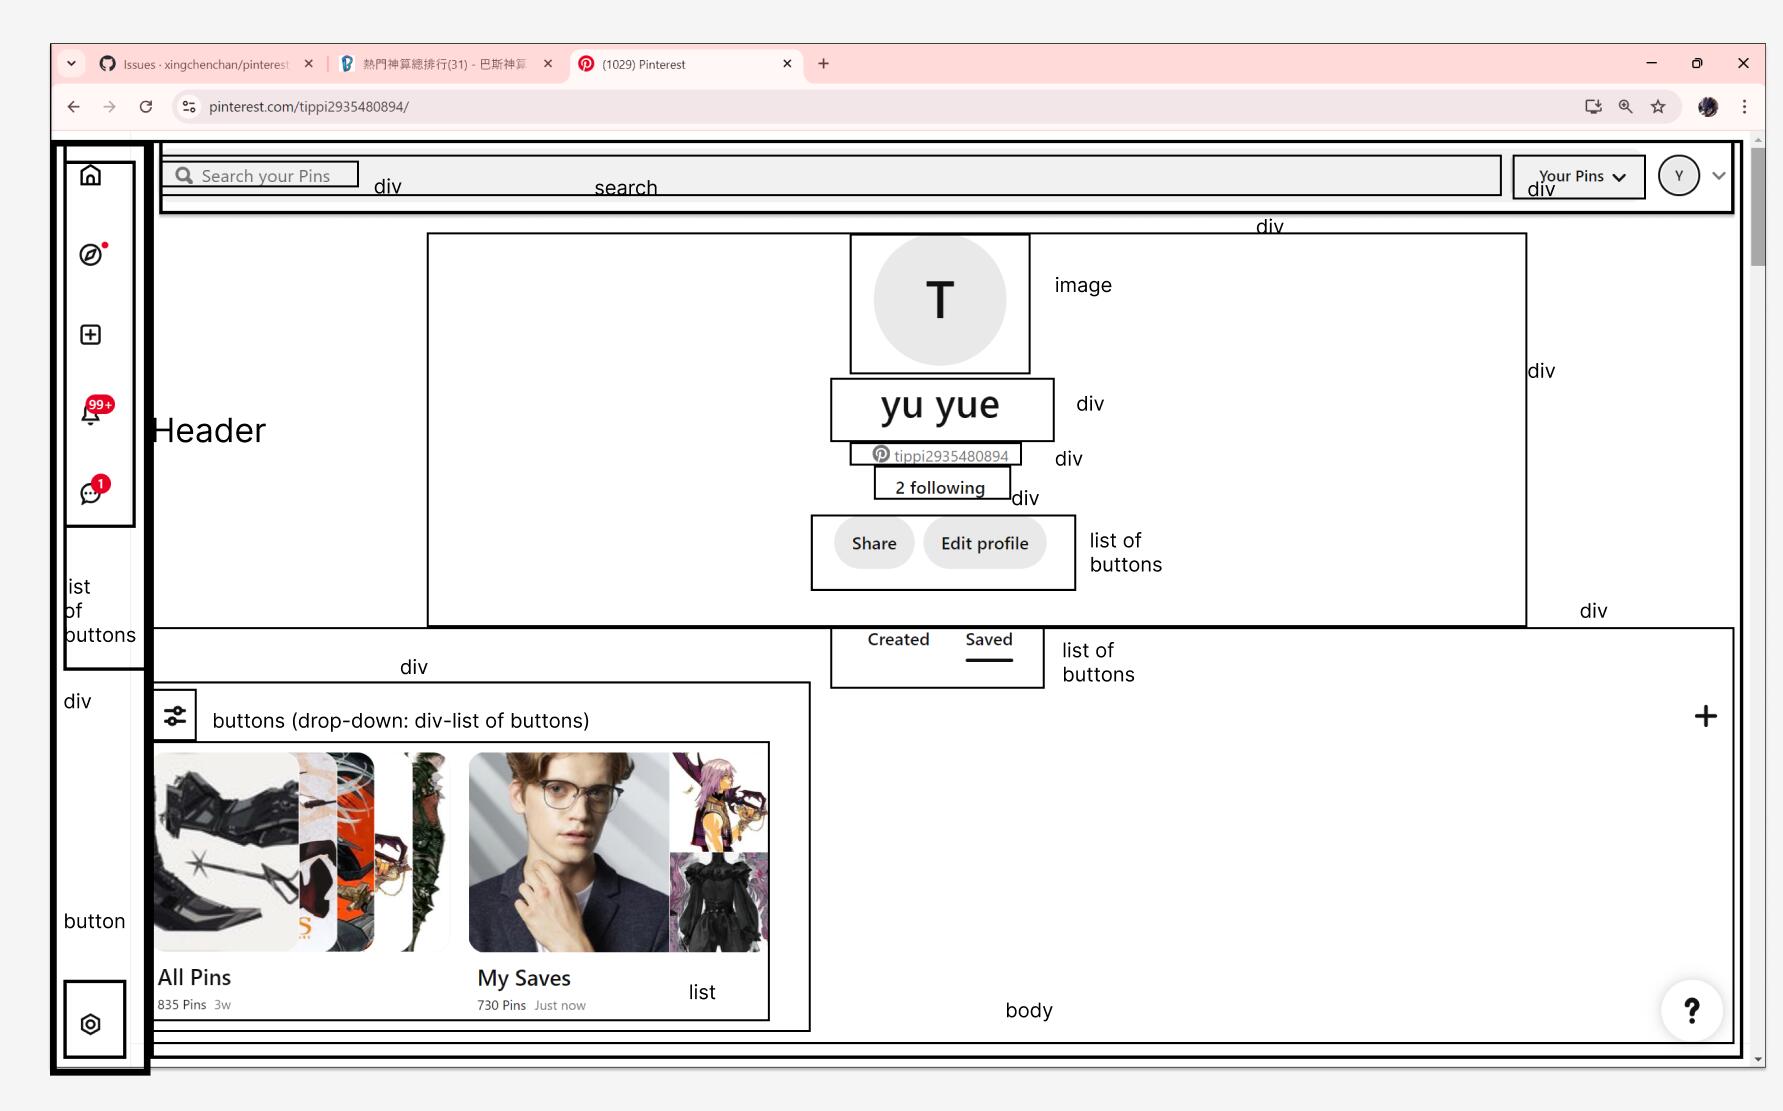 Issues · xingchenchan/pinterest
熱門神算總排行(31) - 巴斯神算
(1029) Pinterest
pinterest.com/tippi2935480894/
Search your Pins
div
search
Your Pins
div
Y
div
T
image
div
99+
Header
yu yue
div
tippi2935480894
div
1
2 following
div
Share
Edit profile
list of
buttons
list
of
buttons
div
Created
Saved
list of
buttons
div
div
buttons (drop-down: div-list of buttons)
button
All Pins
835 Pins 3w
My Saves
730 Pins Just now
list
body
?